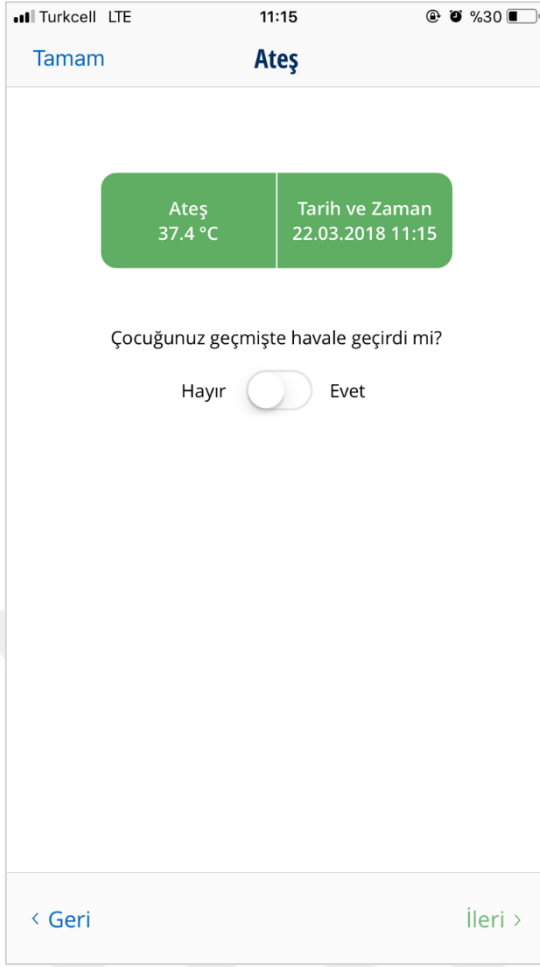 Turkcell LTE 11:15 %30
Tamam Ateş
Ateş Tarih ve Zaman
37.4 °C 22.03.2018 11:15
Çocuğunuz geçmişte havale geçirdi mi?
Hayır Evet
< Geri İleri >